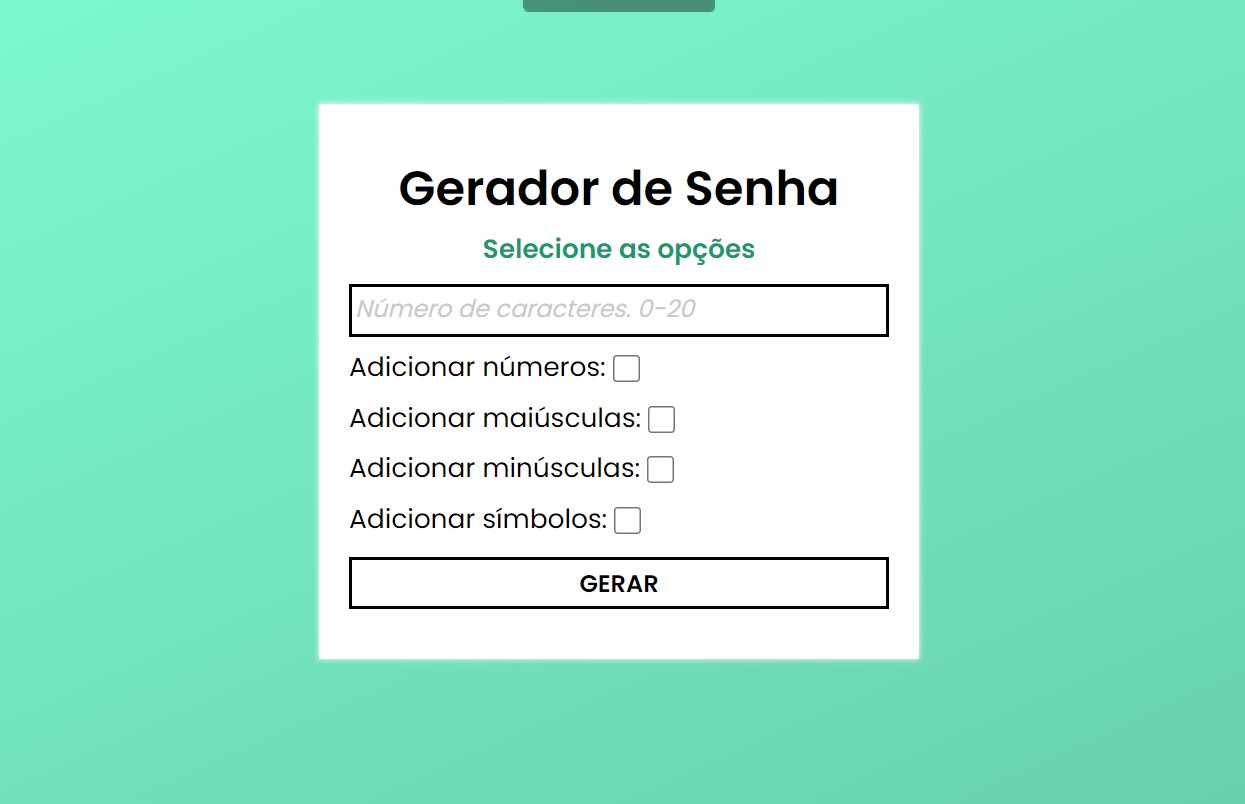 Gerador de Senha
Selecione as opções
Número de caracteres. 0-20
Adicionar números:
Adicionar maiúsculas:
Adicionar minúsculas:
Adicionar símbolos:
GERAR